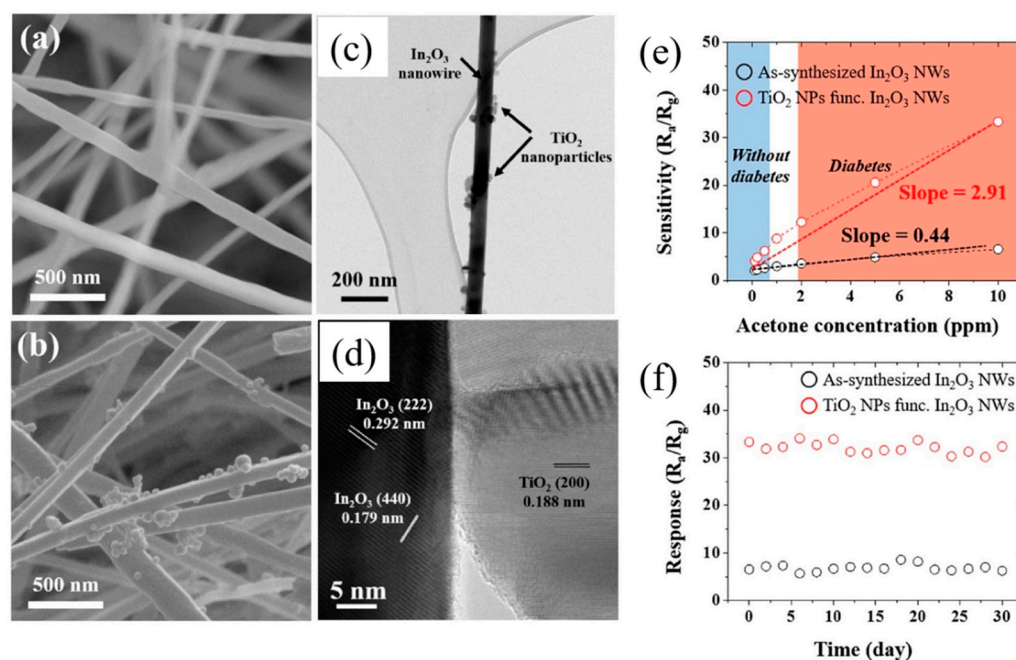 (a)
500 nm
(b)
500 nm
(c)
In₂O₃
nanowire
TiO₂
nanoparticles
200 nm
(d)
In₂O₃ (222)
0.292 nm
In₂O₃ (440)
0.179 nm
TiO₂ (200)
0.188 nm
5 nm
(e)
50
40
30
20
10
0
Sensitivity (Rₐ/R_g)
As-synthesized In₂O₃ NWs
TiO₂ NPs func. In₂O₃ NWs
Without
diabetes
Diabetes
Slope = 2.91
Slope = 0.44
0 2 4 6 8 10
Acetone concentration (ppm)
(f)
50
40
30
20
10
0
Response (Rₐ/R_g)
As-synthesized In₂O₃ NWs
TiO₂ NPs func. In₂O₃ NWs
0 5 10 15 20 25 30
Time (day)